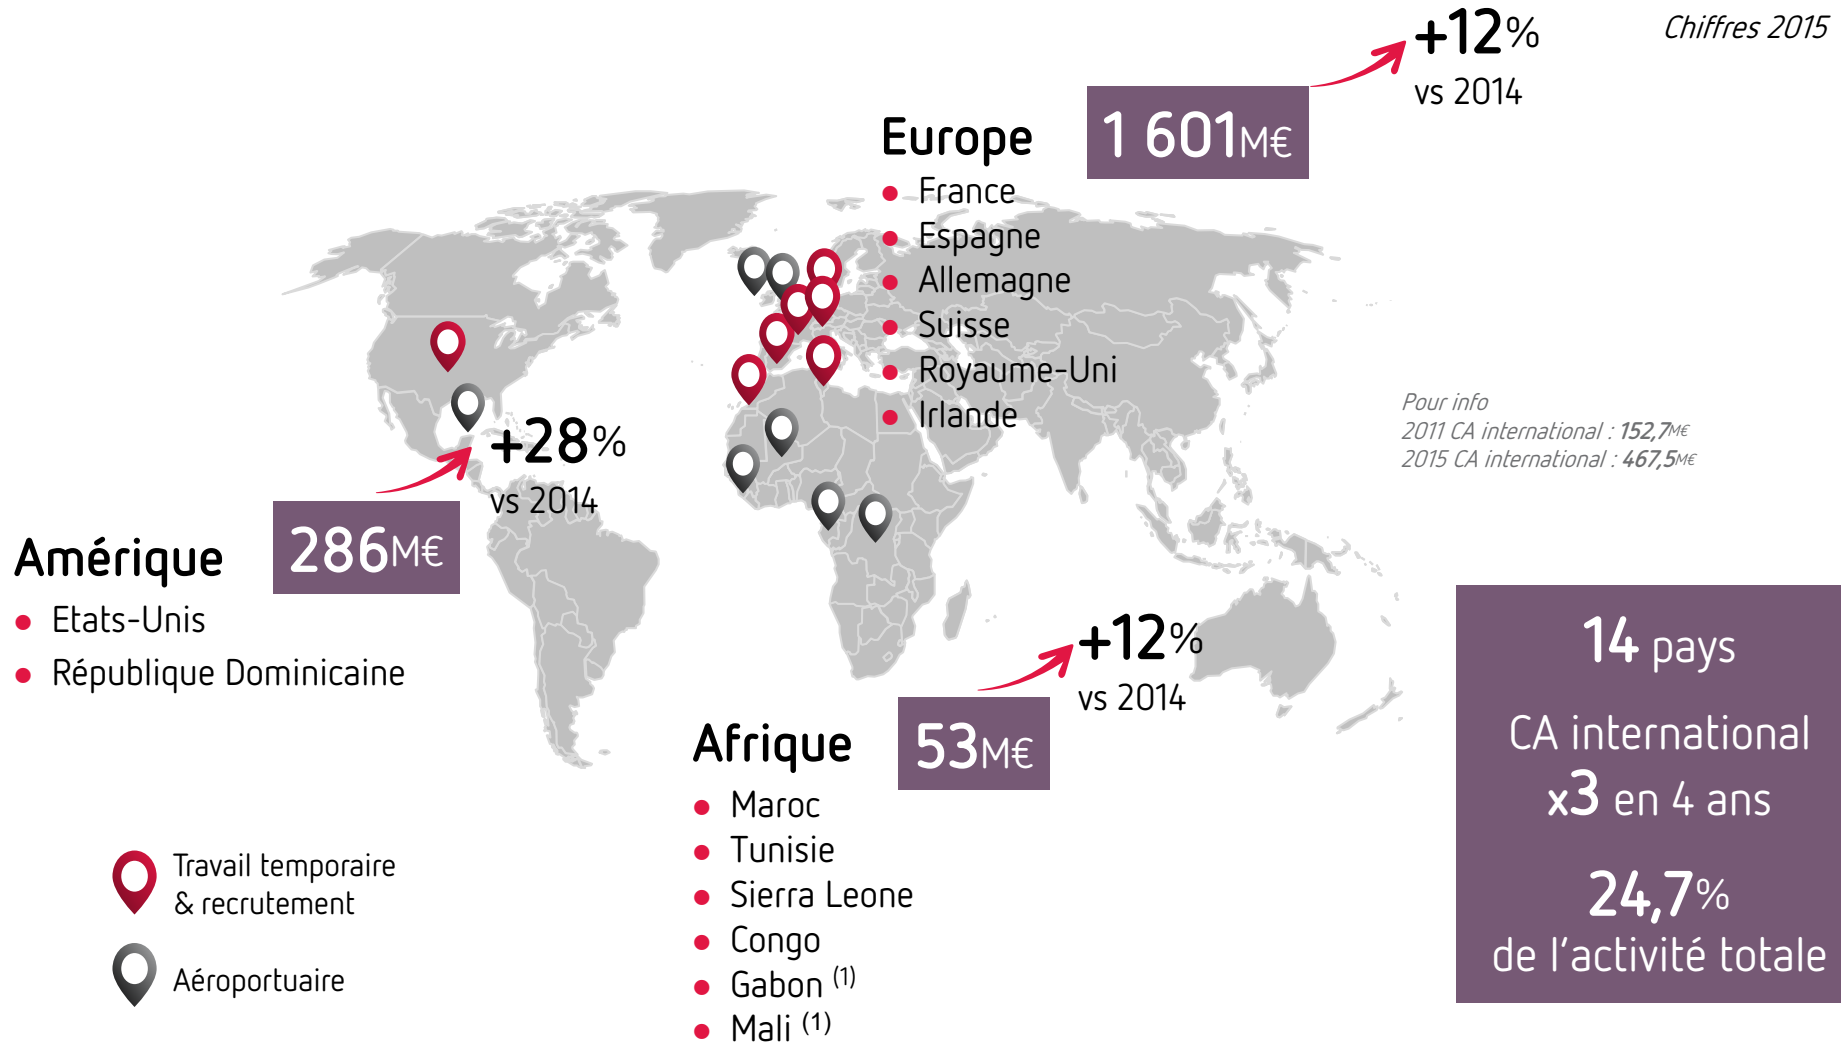 Chiffres 2015
+12%
vs 2014
1 601M€
Europe
• France
• Espagne
• Allemagne
• Suisse
• Royaume-Uni
• Irlande
Pour info
2011 CA international : 152,7M€
2015 CA international : 467,5M€
+28%
vs 2014
286M€
Amérique
• Etats-Unis
• République Dominicaine
+12%
vs 2014
53M€
Afrique
• Maroc
• Tunisie
• Sierra Leone
• Congo
• Gabon (1)
• Mali (1)
14 pays
CA international
x3 en 4 ans
24,7%
de l'activité totale
Travail temporaire
& recrutement
Aéroportuaire